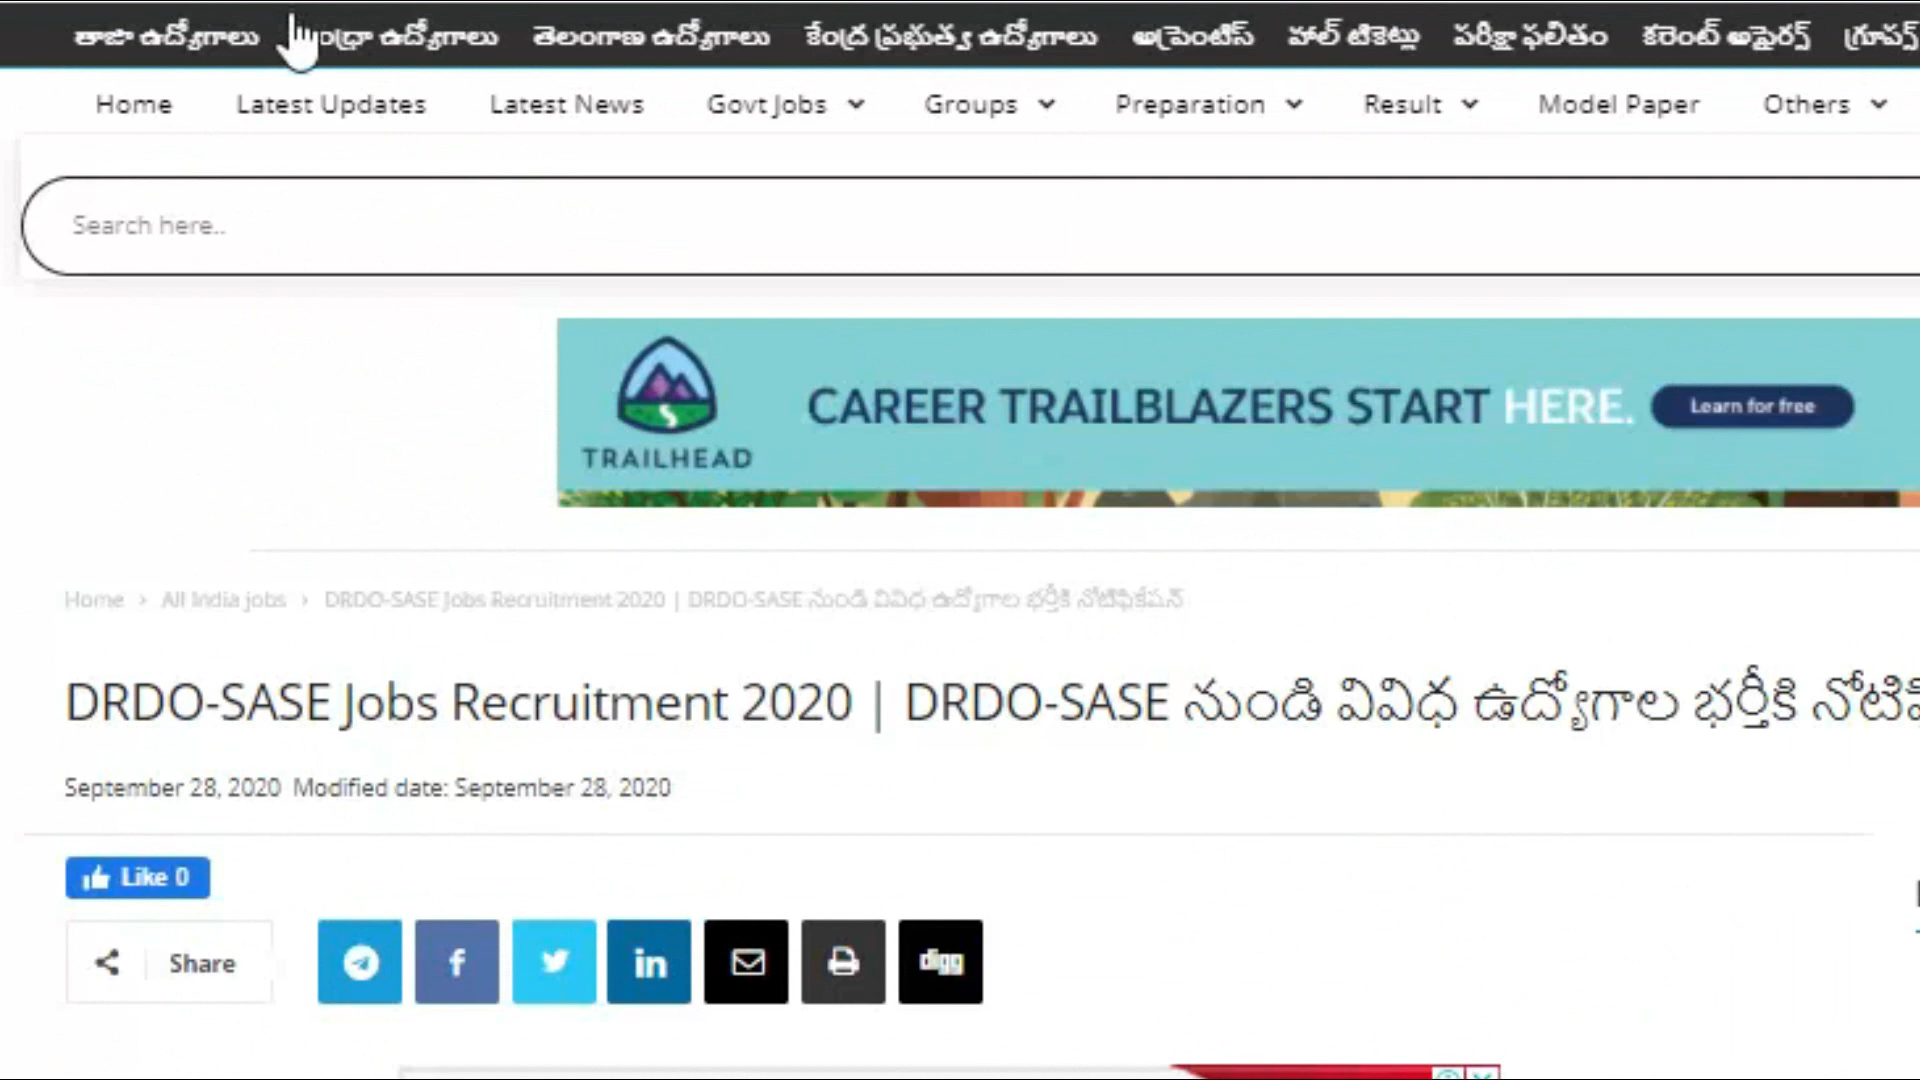 తాజా ఉద్యోగాలు ఉద్యోగాలు తెలంగాణ ఉద్యోగాలు కేంద్ర ప్రభుత్వ ఉద్యోగాలు అప్రెంటిస్ హాల్ టికెట్లు పరీక్షా ఫలితం కరెంట్ అఫైర్స్ గ్రూప్స్
Home Latest Updates Latest News Govt Jobs Groups Preparation Result Model Paper Others
Search here..
CAREER TRAILBLAZERS START HERE. Learn for free
TRAILHEAD
Home › All India jobs › DRDO-SASE Jobs Recruitment 2020 | DRDO-SASE నుండి వివిధ ఉద్యోగాల భర్తీకి నోటిఫికేషన్
DRDO-SASE Jobs Recruitment 2020 | DRDO-SASE నుండి వివిధ ఉద్యోగాల భర్తీకి
September 28, 2020 Modified date: September 28, 2020
Like 0
Share f in digg